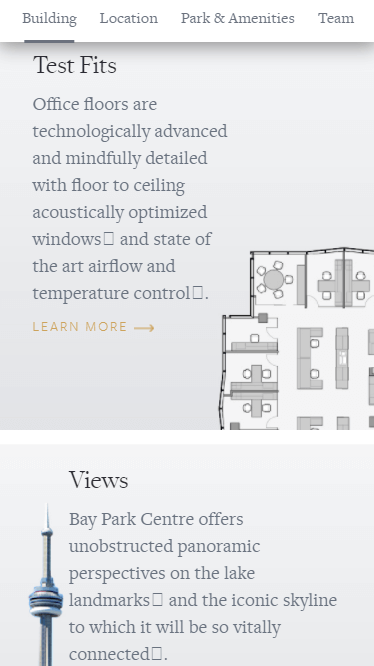 Building Location Park & Amenities Team
Test Fits
Office floors are
technologically advanced
and mindfully detailed
with floor to ceiling
acoustically optimized
windows□ and state of
the art airflow and
temperature control□.
LEARN MORE ⟶
Views
Bay Park Centre offers
unobstructed panoramic
perspectives on the lake
landmarks□ and the iconic skyline
to which it will be so vitally
connected□.